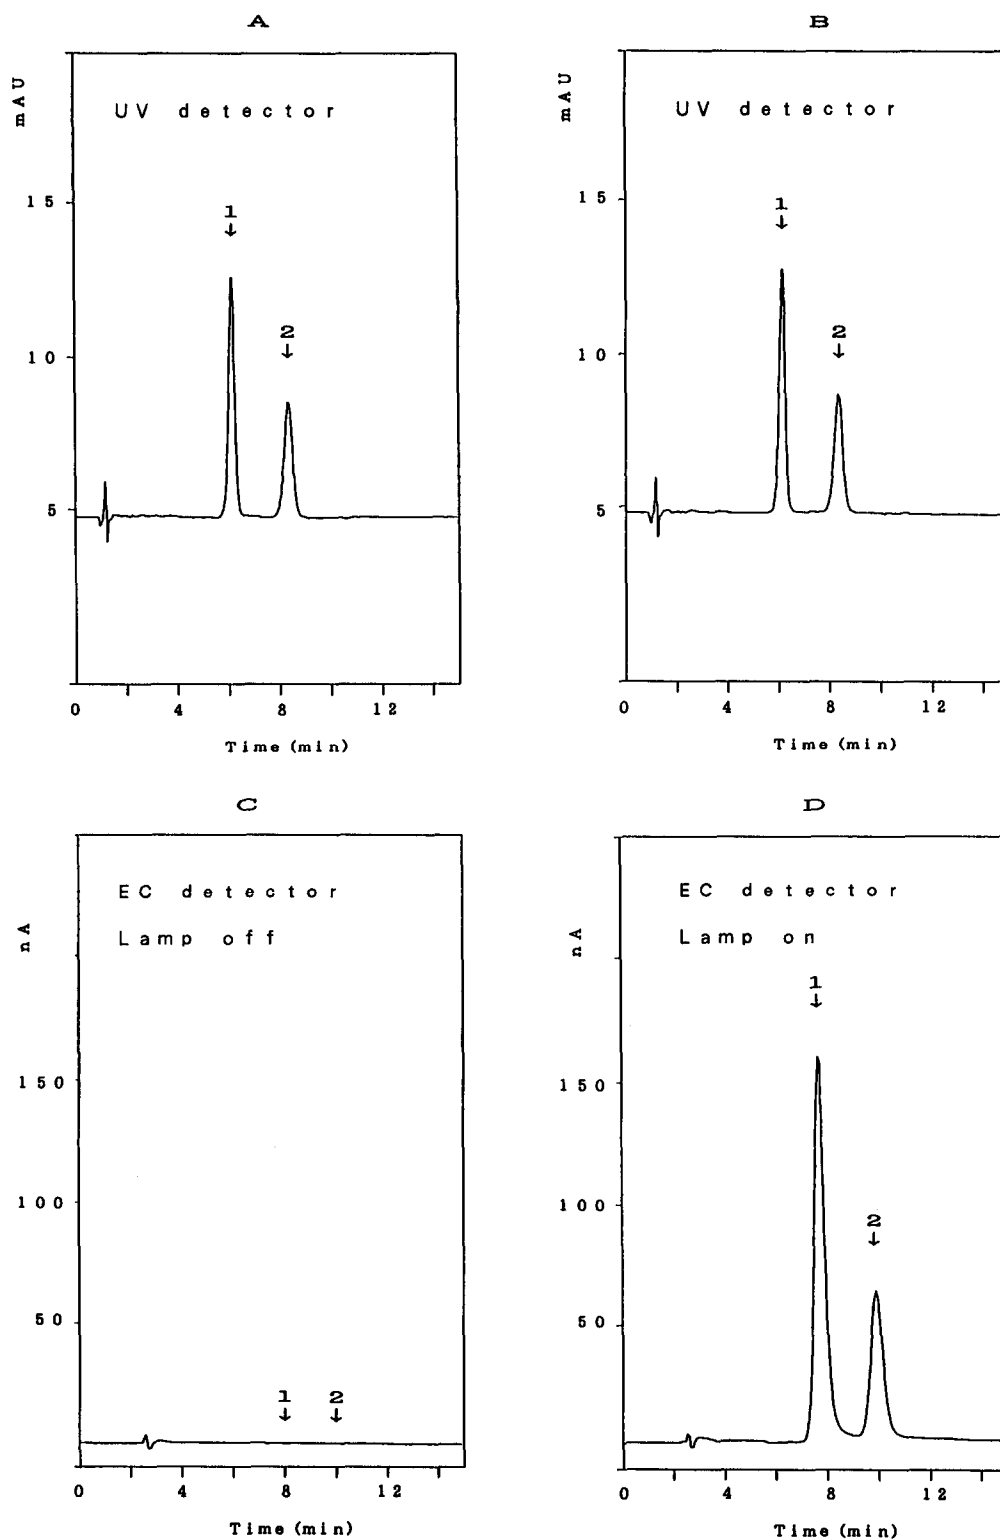 A
mAU
UV detector
15
1
↓
2
↓
10
5
0 4 8 12
Time (min)
B
mAU
UV detector
15
1
↓
2
↓
10
5
0 4 8 12
Time (min)
C
nA
EC detector
Lamp off
150
100
50
1 2
↓ ↓
0 4 8 12
Time (min)
D
nA
EC detector
Lamp on
1
↓
150
100
2
↓
50
0 4 8 12
Time (min)